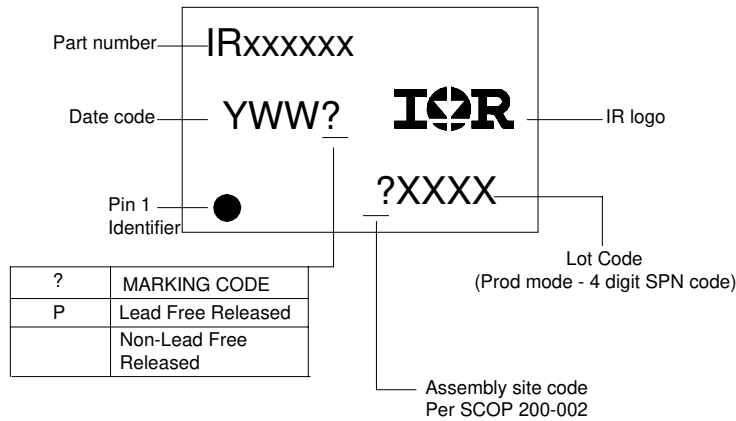 Part number
IRxxxxxx
Date code
YWW?
IOR
IR logo
?XXXX
Pin 1
Identifier
Lot Code
(Prod mode - 4 digit SPN code)
? MARKING CODE
P Lead Free Released
Non-Lead Free
Released
Assembly site code
Per SCOP 200-002